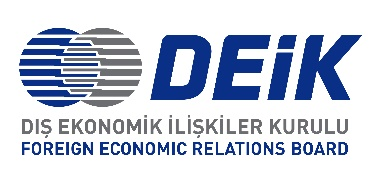 DEİK
DIŞ EKONOMİK İLİŞKİLER KURULU
FOREIGN ECONOMIC RELATIONS BOARD